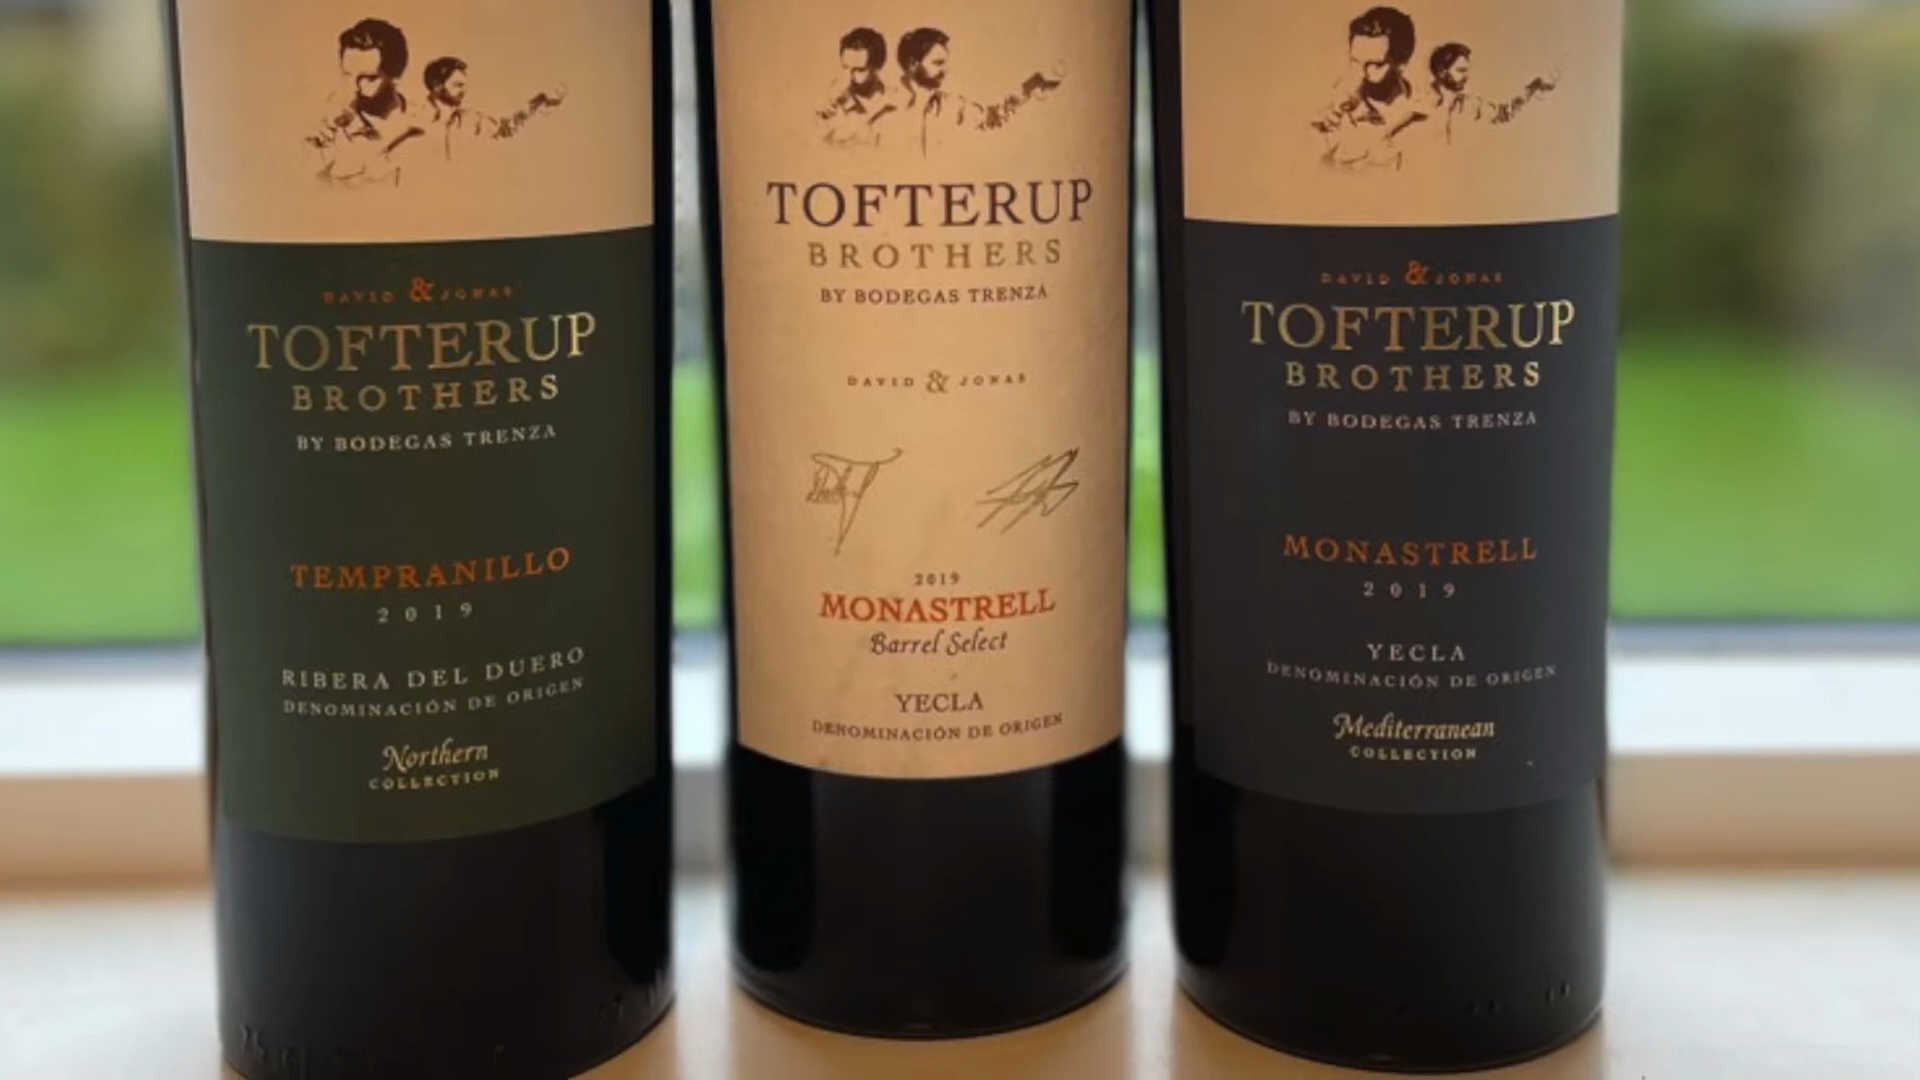 DAVID & JONAS
TOFTERUP
BROTHERS
BY BODEGAS TRENZA
TEMPRANILLO
2019
RIBERA DEL DUERO
DENOMINACIÓN DE ORIGEN
Northern
COLLECTION
TOFTERUP
BROTHERS
BY BODEGAS TRENZA
DAVID & JONAS
2019
MONASTRELL
Barrel Select
YECLA
DENOMINACIÓN DE ORIGEN
DAVID & JONAS
TOFTERUP
BROTHERS
BY BODEGAS TRENZA
MONASTRELL
2019
YECLA
DENOMINACIÓN DE ORIGEN
Mediterranean
COLLECTION